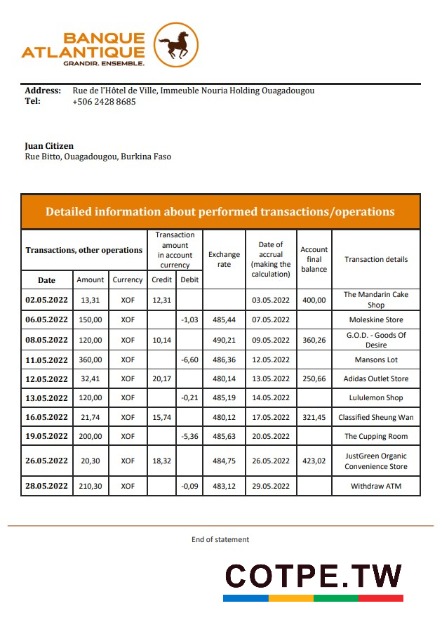 BANQUE
ATLANTIQUE
GRANDIR. ENSEMBLE.
Address: Rue de l'Hôtel de Ville, Immeuble Nouria Holding Ouagadougou
Tel: +506 2428 8685
Juan Citizen
Rue Bitto, Ouagadougou, Burkina Faso
Detailed information about performed transactions/operations
Transactions, other operations
Transaction
amount
in account
currency
Exchange
rate
Date of
accrual
(making the
calculation)
Account
final
balance
Transaction details
Date Amount Currency Credit Debit
02.05.2022 13,31 XOF 12,31 03.05.2022 400,00 The Mandarin Cake
Shop
06.05.2022 150,00 XOF -1,03 485,44 07.05.2022 Moleskine Store
08.05.2022 120,00 XOF 10,14 490,21 09.05.2022 360,26 G.O.D. - Goods Of
Desire
11.05.2022 360,00 XOF -6,60 486,36 12.05.2022 Mansons Lot
12.05.2022 32,41 XOF 20,17 480,14 13.05.2022 250,66 Adidas Outlet Store
13.05.2022 120,00 XOF -0,21 485,19 14.05.2022 Lululemon Shop
16.05.2022 21,74 XOF 15,74 480,12 17.05.2022 321,45 Classified Sheung Wan
19.05.2022 200,00 XOF -5,36 485,63 20.05.2022 The Cupping Room
26.05.2022 20,30 XOF 18,32 484,75 26.05.2022 423,02 JustGreen Organic
Convenience Store
28.05.2022 210,30 XOF -0,09 483,12 29.05.2022 Withdraw ATM
End of statement
COTPE.TW